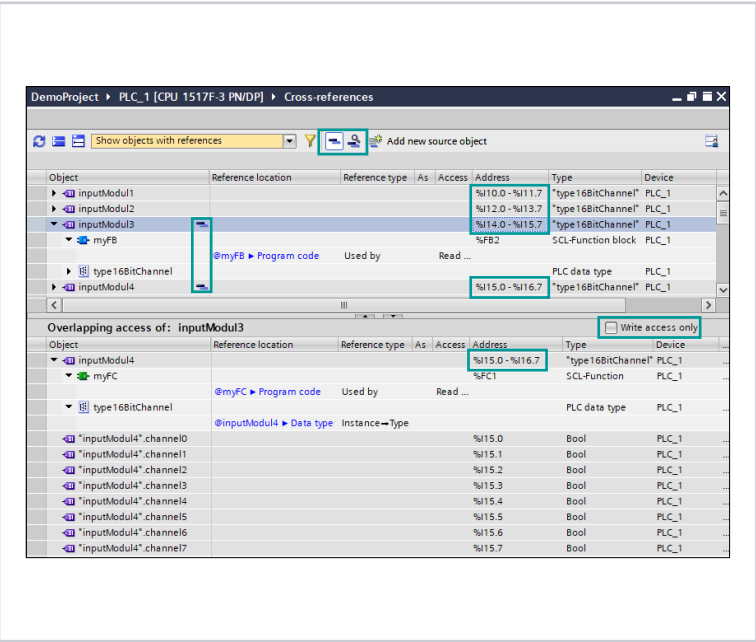 DemoProject ▸ PLC_1 [CPU 1517F-3 PN/DP] ▸ Cross-references
Show objects with references Add new source object
Object Reference location Reference type As Access Address Type Device
inputModul1 %I10.0 - %I11.7 "type16BitChannel" PLC_1
inputModul2 %I12.0 - %I13.7 "type16BitChannel" PLC_1
inputModul3 %I14.0 - %I15.7 "type16BitChannel" PLC_1
myFB %FB2 SCL-Function block PLC_1
@myFB ▸ Program code Used by Read ...
type16BitChannel PLC data type PLC_1
inputModul4 %I15.0 - %I16.7 "type16BitChannel" PLC_1
Overlapping access of: inputModul3 Write access only
Object Reference location Reference type As Access Address Type Device ...
inputModul4 %I15.0 - %I16.7 "type16BitChannel" PLC_1 ...
myFC %FC1 SCL-Function PLC_1 ...
@myFC ▸ Program code Used by Read ...
type16BitChannel PLC data type PLC_1 ...
@inputModul4 ▸ Data type Instance→Type
"inputModul4".channel0 %I15.0 Bool PLC_1 ...
"inputModul4".channel1 %I15.1 Bool PLC_1 ...
"inputModul4".channel2 %I15.2 Bool PLC_1 ...
"inputModul4".channel3 %I15.3 Bool PLC_1 ...
"inputModul4".channel4 %I15.4 Bool PLC_1 ...
"inputModul4".channel5 %I15.5 Bool PLC_1 ...
"inputModul4".channel6 %I15.6 Bool PLC_1 ...
"inputModul4".channel7 %I15.7 Bool PLC_1 ...